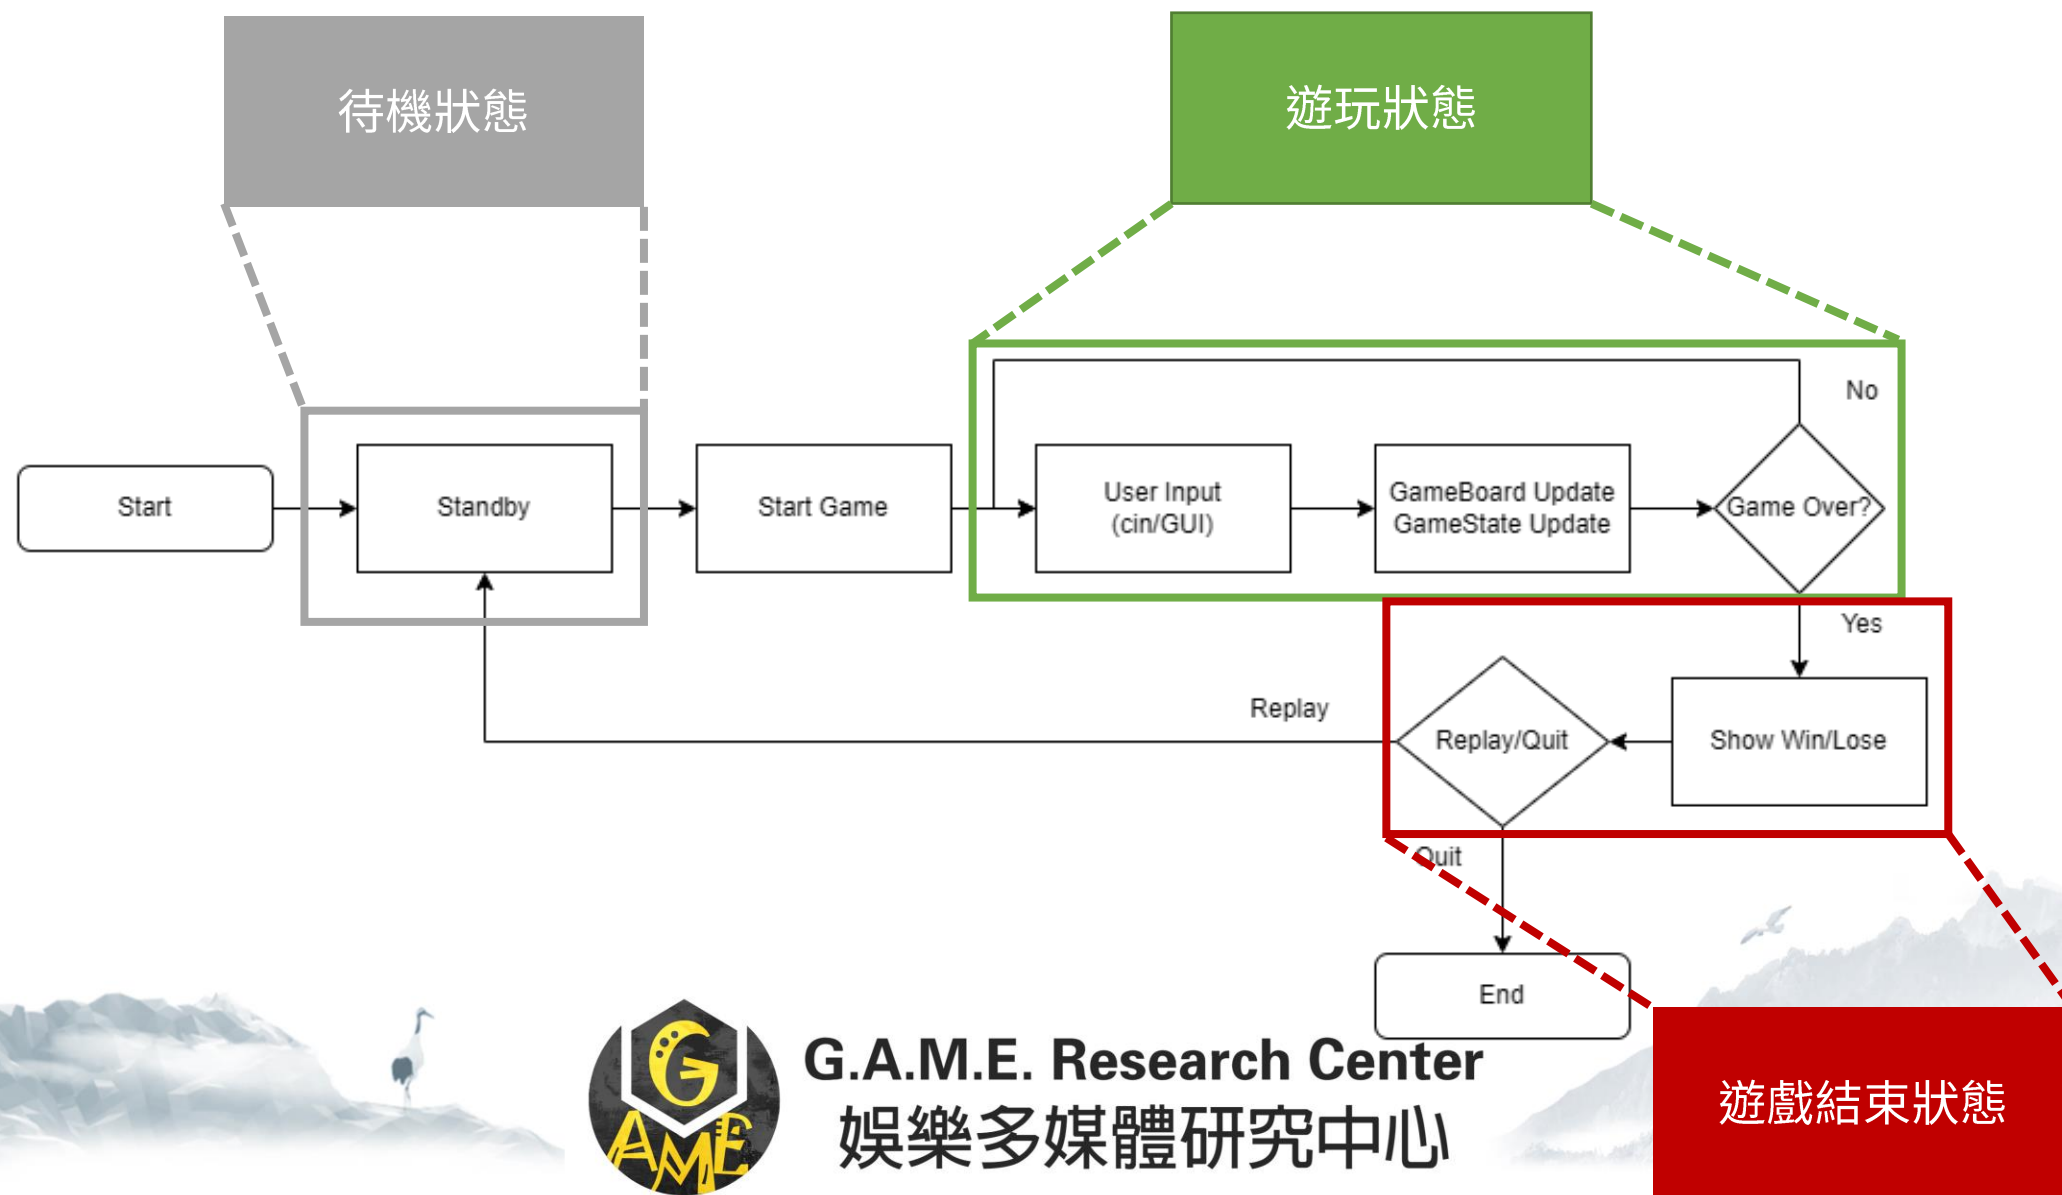 待機狀態
遊玩狀態
No
Start
Standby
Start Game
User Input
(cin/GUI)
GameBoard Update
GameState Update
Game Over?
Yes
Replay
Replay/Quit
Show Win/Lose
Quit
End
G.A.M.E. Research Center
娛樂多媒體研究中心
G
AME
遊戲結束狀態